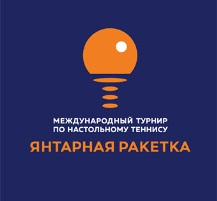 МЕЖДУНАРОДНЫЙ ТУРНИР
ПО НАСТОЛЬНОМУ ТЕННИСУ
ЯНТАРНАЯ РАКЕТКА